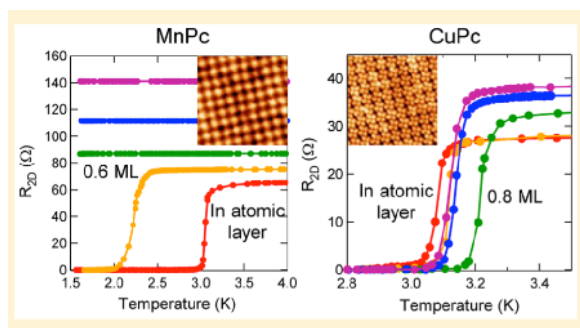 MnPc
CuPc
160
140
120
100
80
60
40
20
0
R2D (Ω)
0.6 ML
In atomic
layer
1.5 2.0 2.5 3.0 3.5 4.0
Temperature (K)
40
30
20
10
0
R2D (Ω)
In atomic
layer
0.8 ML
2.8 3.0 3.2 3.4
Temperature (K)